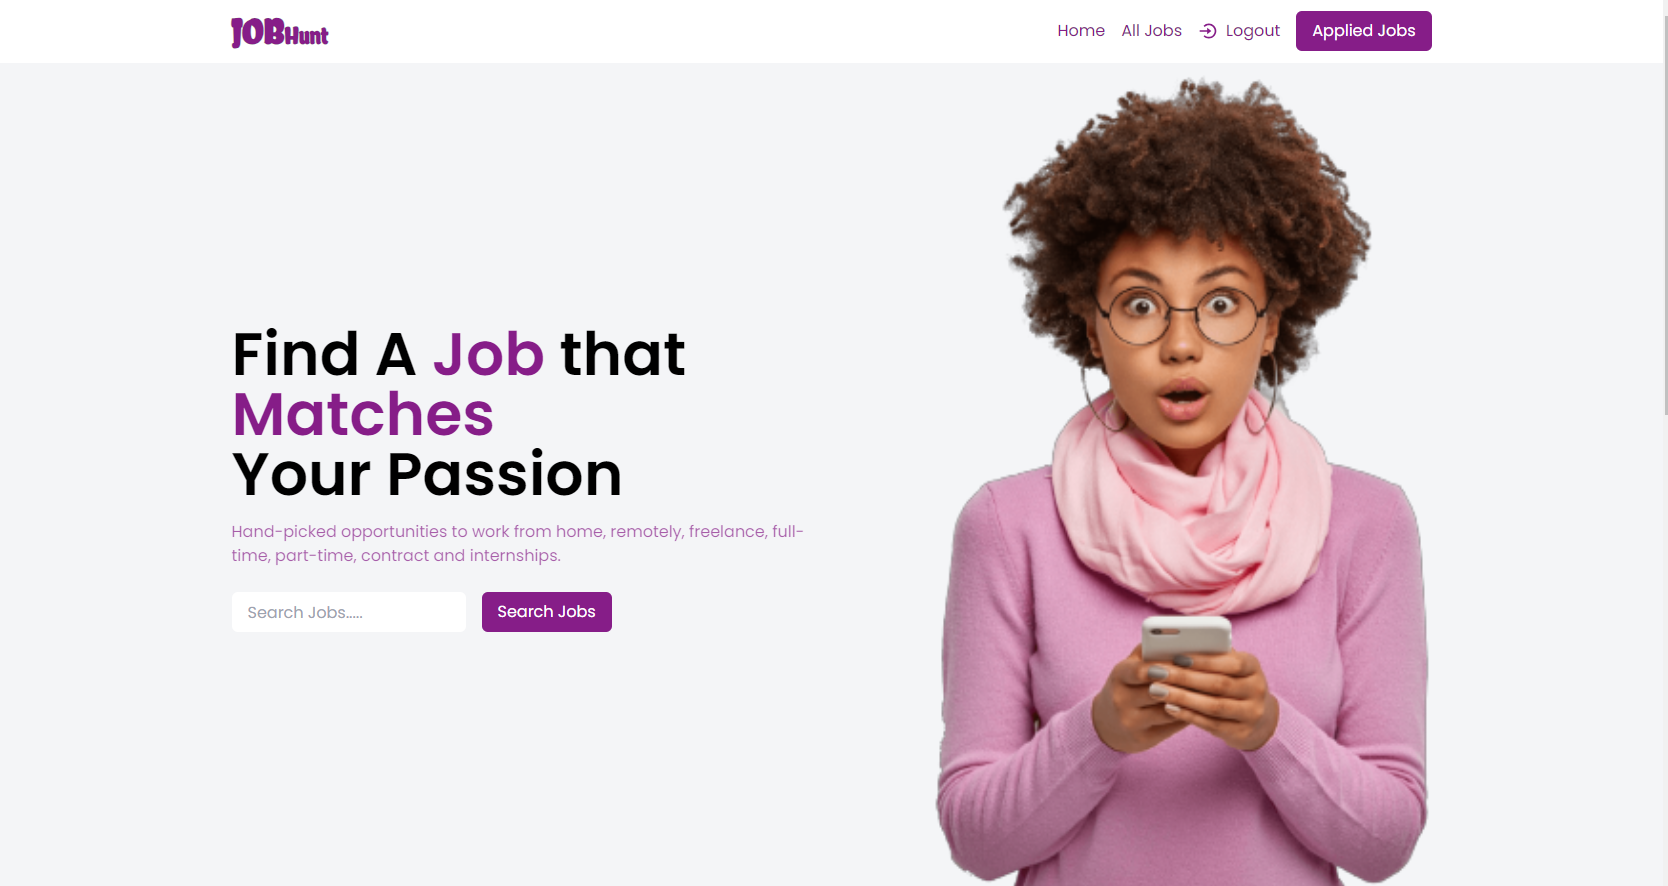 JOBHunt
Home
All Jobs
Logout
Applied Jobs
Find A Job that
Matches
Your Passion
Hand-picked opportunities to work from home, remotely, freelance, full-
time, part-time, contract and internships.
Search Jobs.....
Search Jobs